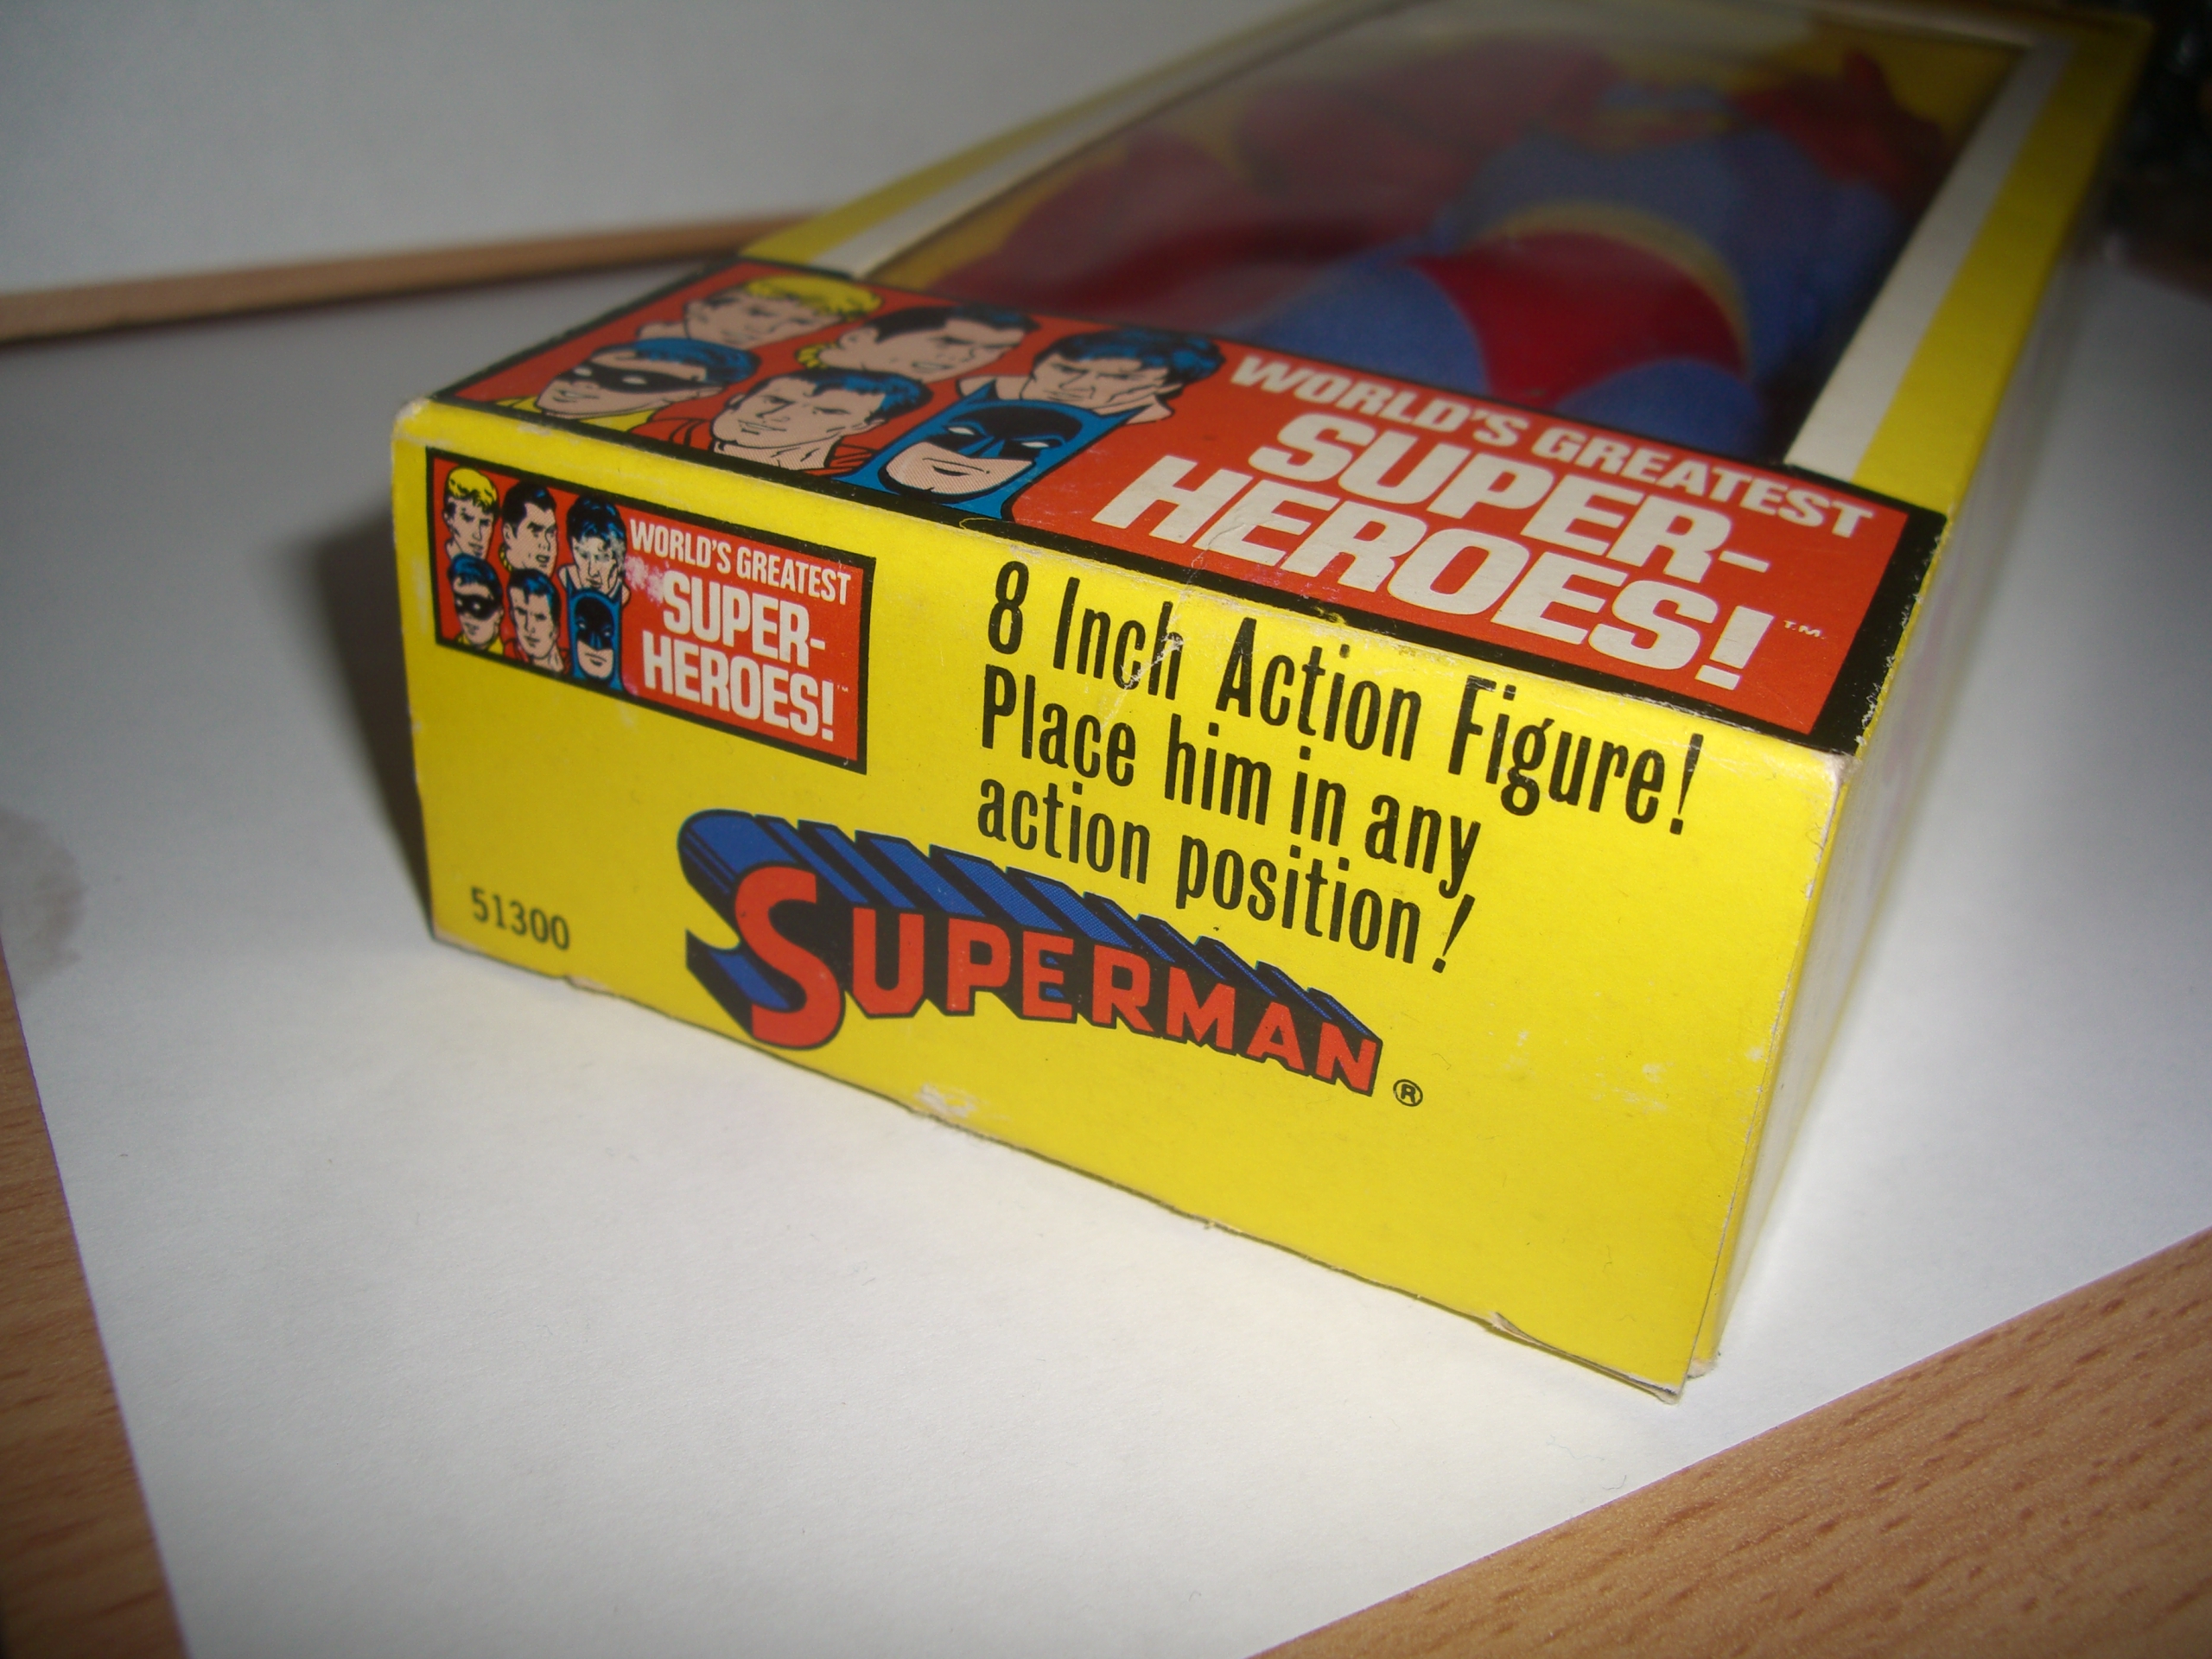 WORLD'S GREATEST
SUPER-
HEROES!™
WORLD'S GREATEST
SUPER-
HEROES!™
8 Inch Action Figure!
Place him in any
action position!
51300
SUPERMAN®